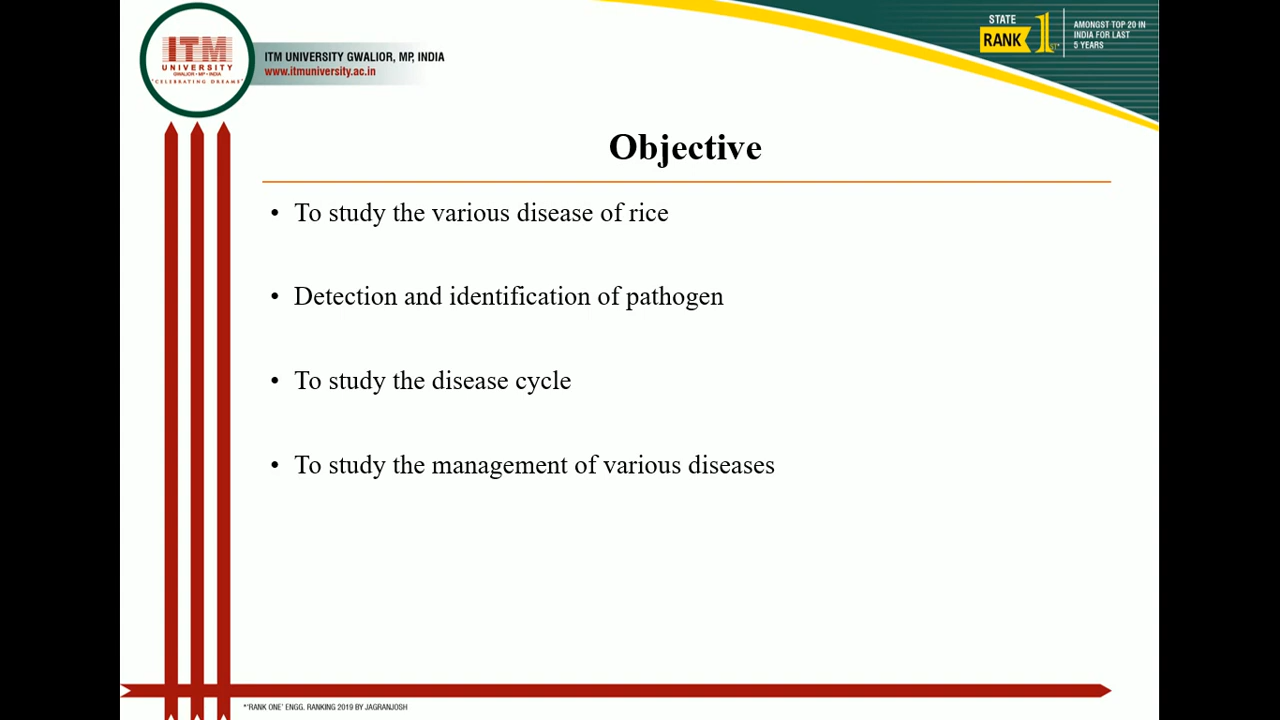 ITM
UNIVERSITY
GWALIOR • MP • INDIA
"CELEBRATING DREAMS"
ITM UNIVERSITY GWALIOR, MP, INDIA
www.itmuniversity.ac.in
STATE
RANK 1ST*
AMONGST TOP 20 IN
INDIA FOR LAST
5 YEARS
Objective
• To study the various disease of rice
• Detection and identification of pathogen
• To study the disease cycle
• To study the management of various diseases
*'RANK ONE' ENGG. RANKING 2019 BY JAGRANJOSH